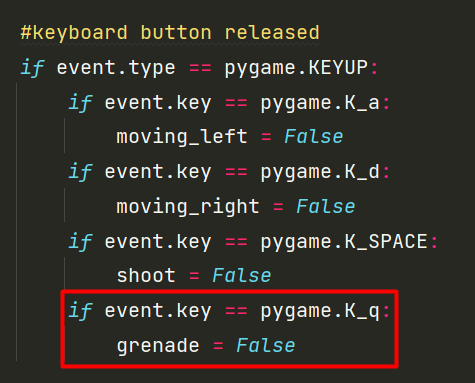 #keyboard button released
if event.type == pygame.KEYUP:
    if event.key == pygame.K_a:
        moving_left = False
    if event.key == pygame.K_d:
        moving_right = False
    if event.key == pygame.K_SPACE:
        shoot = False
    if event.key == pygame.K_q:
        grenade = False